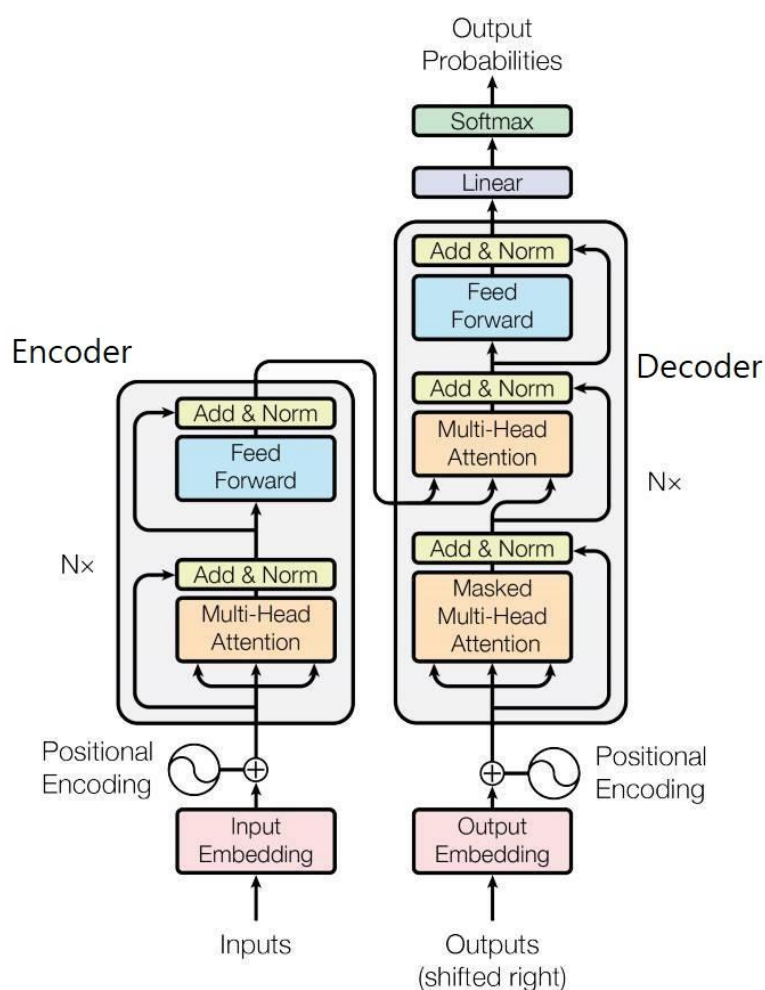 Output
Probabilities
Softmax
Linear
Add & Norm
Feed
Forward
Add & Norm
Multi-Head
Attention
Add & Norm
Masked
Multi-Head
Attention
Decoder
N×
Encoder
Add & Norm
Feed
Forward
Add & Norm
Multi-Head
Attention
N×
Positional
Encoding
Input
Embedding
Inputs
Positional
Encoding
Output
Embedding
Outputs
(shifted right)